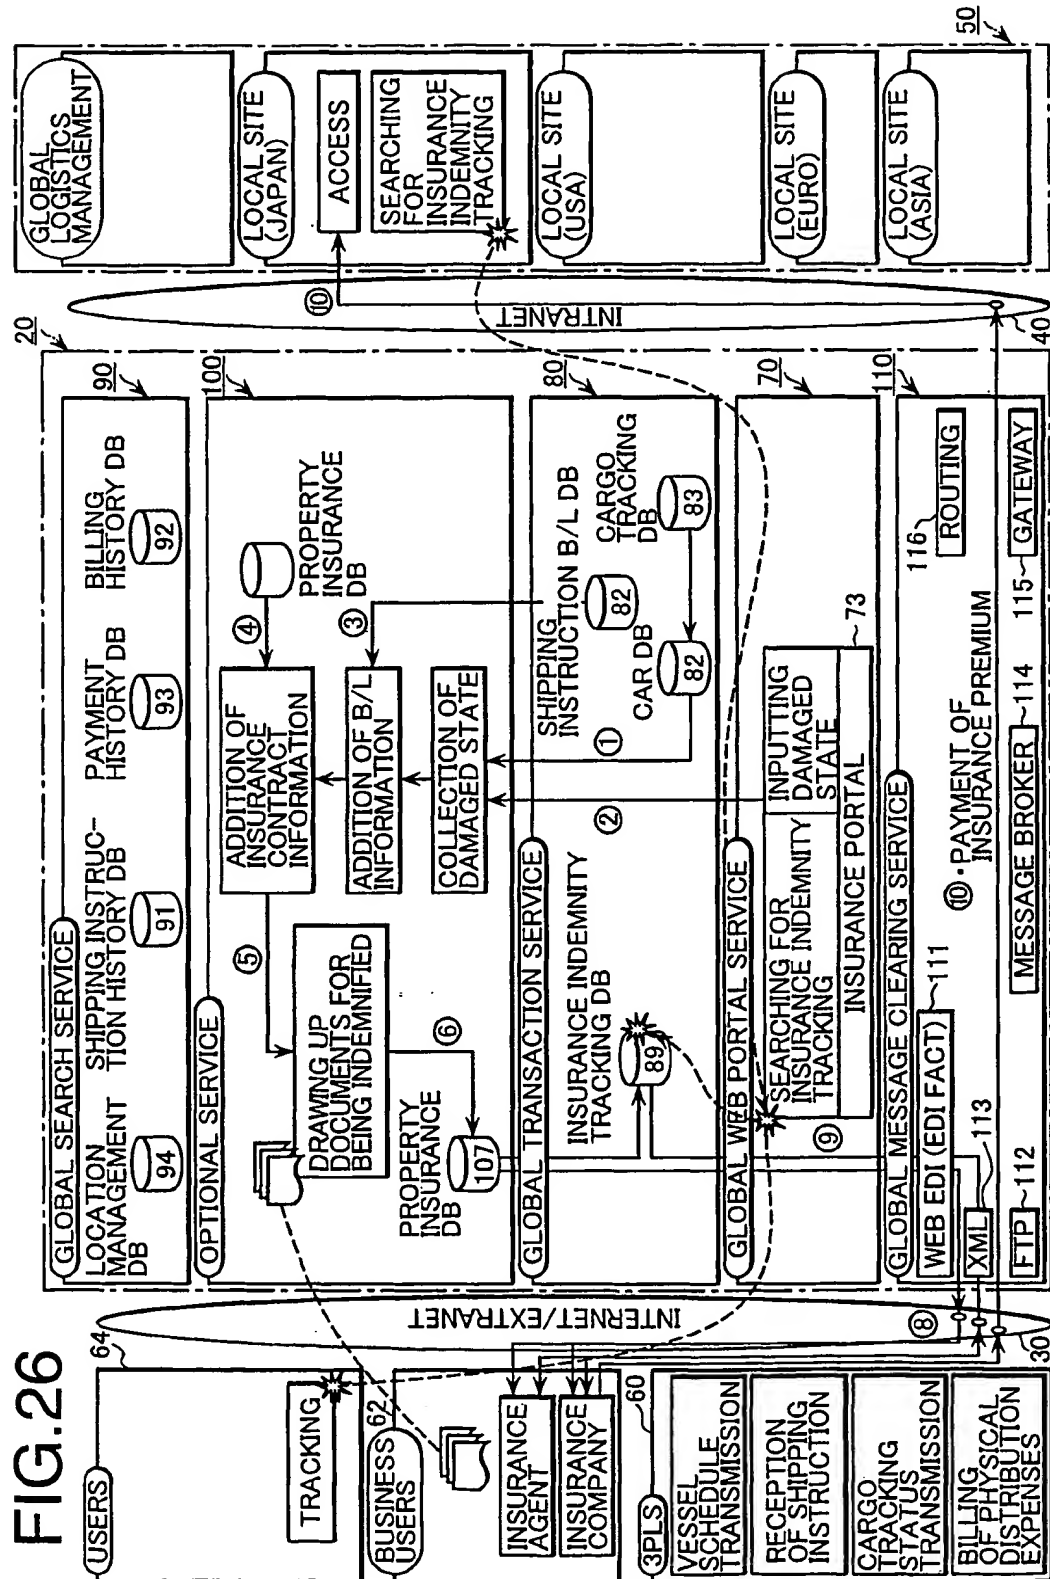 FIG.26
USERS
64
TRACKING
BUSINESS
USERS
62
INSURANCE
AGENT
INSURANCE
COMPANY
3PLS
60
VESSEL
SCHEDULE
TRANSMISSION
RECEPTION
OF SHIPPING
INSTRUCTION
CARGO
TRACKING
STATUS
TRANSMISSION
BILLING
OF PHYSICAL
DISTRIBUTION
EXPENSES
INTERNET/EXTRANET
⑧
30
20
GLOBAL SEARCH SERVICE
90
LOCATION
MANAGEMENT
DB
94
SHIPPING INSTRUC-
TION HISTORY DB
91
PAYMENT
HISTORY DB
93
BILLING
HISTORY DB
92
OPTIONAL SERVICE
100
DRAWING UP
DOCUMENTS FOR
BEING INDEMNIFIED
⑤
⑥
PROPERTY
INSURANCE
DB
107
ADDITION OF
INSURANCE
CONTRACT
INFORMATION
④
PROPERTY
INSURANCE
DB
ADDITION OF B/L
INFORMATION
③
COLLECTION OF
DAMAGED STATE
GLOBAL TRANSACTION SERVICE
80
INSURANCE INDEMNITY
TRACKING DB
89
②
①
SHIPPING
INSTRUCTION B/L DB
82
CAR DB
82
CARGO
TRACKING
DB
83
GLOBAL WEB PORTAL SERVICE
70
SEARCHING FOR
INSURANCE INDEMNITY
TRACKING
INPUTTING
DAMAGED
STATE
⑨
INSURANCE PORTAL
73
GLOBAL MESSAGE CLEARING SERVICE
110
WEB EDI (EDI FACT)
111
XML
113
FTP
112
⑩・PAYMENT OF
INSURANCE PREMIUM
MESSAGE BROKER
114
116
ROUTING
115
GATEWAY
INTRANET
⑩
40
GLOBAL
LOGISTICS
MANAGEMENT
LOCAL SITE
(JAPAN)
ACCESS
SEARCHING
FOR
INSURANCE
INDEMNITY
TRACKING
LOCAL SITE
(USA)
LOCAL SITE
(EURO)
LOCAL SITE
(ASIA)
50